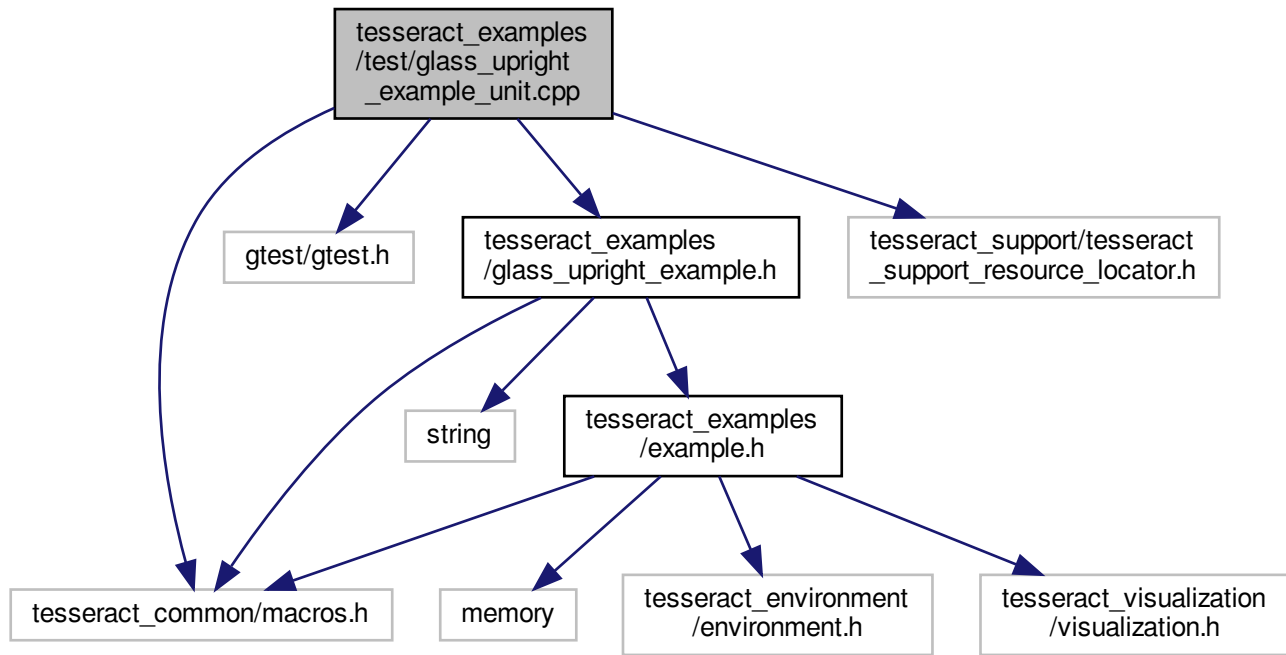 tesseract_examples
/test/glass_upright
_example_unit.cpp
gtest/gtest.h
tesseract_examples
/glass_upright_example.h
tesseract_support/tesseract
_support_resource_locator.h
string
tesseract_examples
/example.h
tesseract_common/macros.h
memory
tesseract_environment
/environment.h
tesseract_visualization
/visualization.h